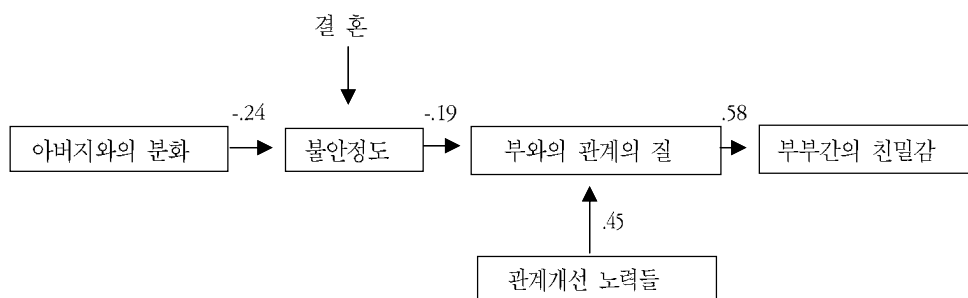 결 혼
-.24
-.19
.58
아버지와의 분화
불안정도
부와의 관계의 질
부부간의 친밀감
.45
관계개선 노력들